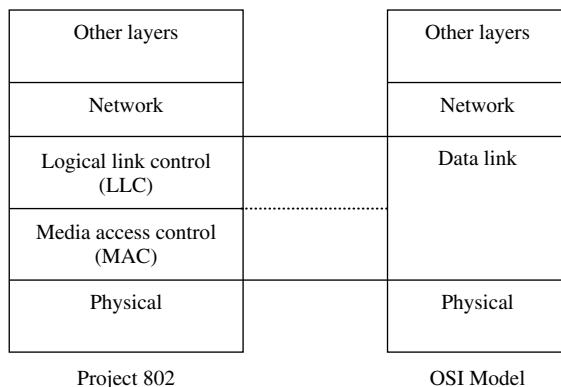 Other layers
Network
Logical link control
(LLC)
Media access control
(MAC)
Physical
Project 802
Other layers
Network
Data link
Physical
OSI Model